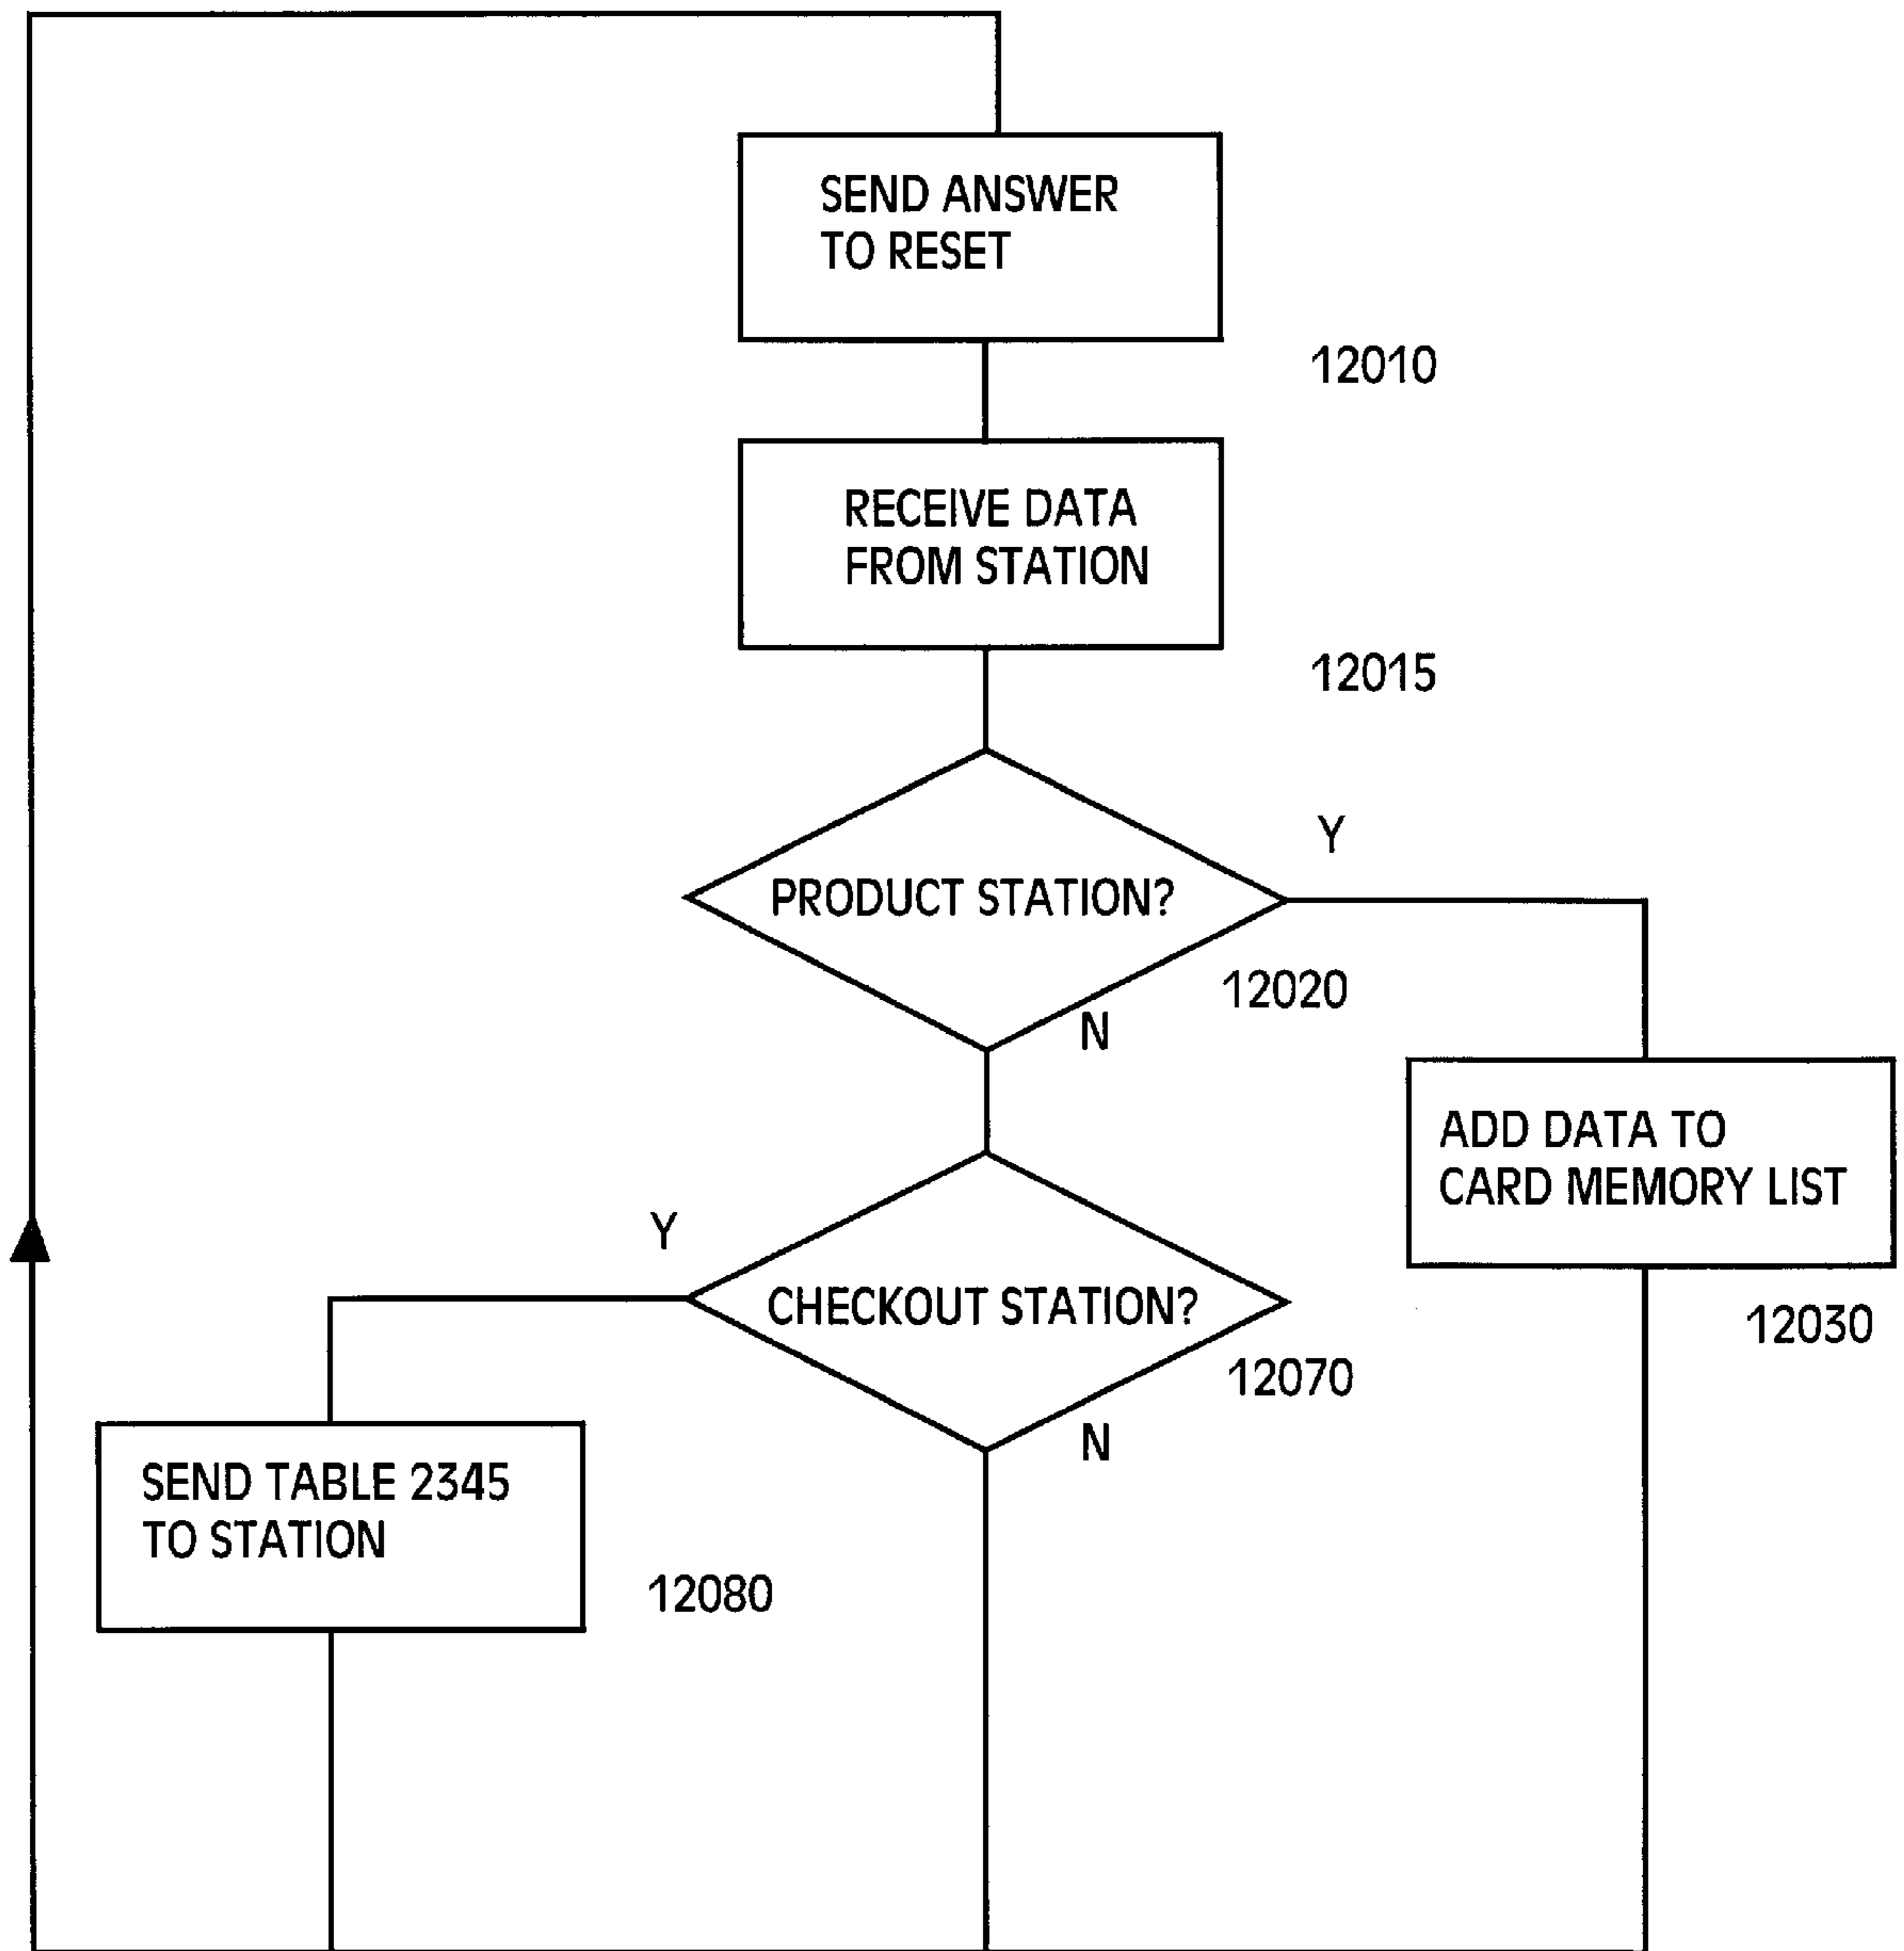 SEND ANSWER
TO RESET
12010
RECEIVE DATA
FROM STATION
12015
Y
PRODUCT STATION?
12020
N
ADD DATA TO
CARD MEMORY LIST
12030
Y
CHECKOUT STATION?
12070
N
SEND TABLE 2345
TO STATION
12080